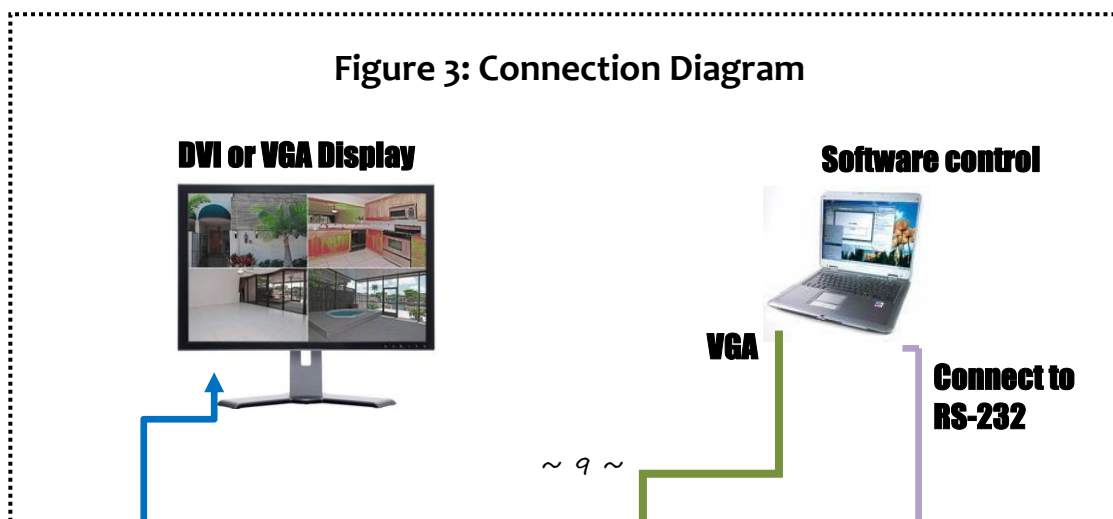 Figure 3: Connection Diagram
DVI or VGA Display
Software control
VGA
Connect to
RS-232
~ 9 ~